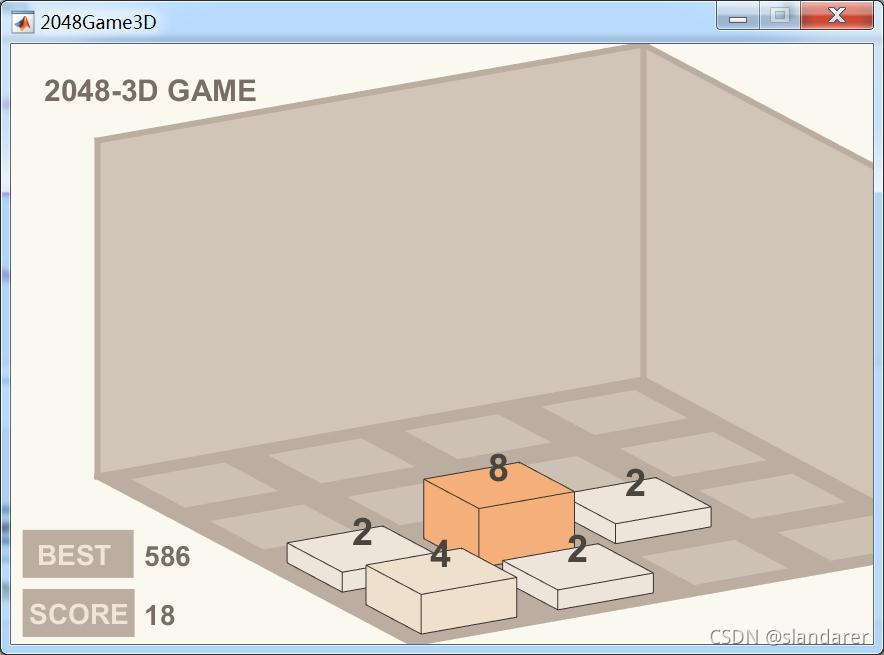 2048Game3D
2048-3D GAME
8
2
2
2
4
BEST 586
SCORE 18
CSDN @slandarer